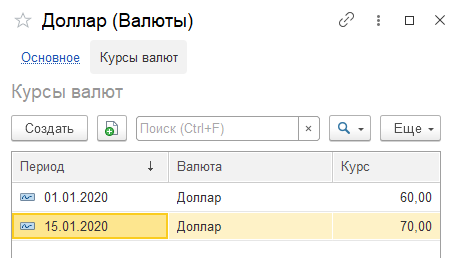 Доллар (Валюты)
Основное Курсы валют
Курсы валют
Создать Поиск (Ctrl+F) × Еще
Период ↓ Валюта Курс
01.01.2020 Доллар 60,00
15.01.2020 Доллар 70,00